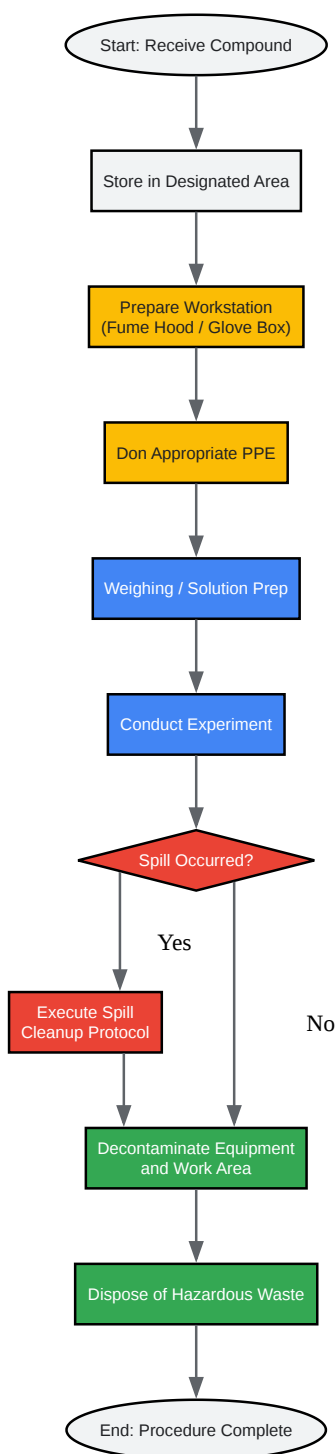 Start: Receive Compound
Store in Designated Area
Prepare Workstation
(Fume Hood / Glove Box)
Don Appropriate PPE
Weighing / Solution Prep
Conduct Experiment
Spill Occurred?
Yes
Execute Spill
Cleanup Protocol
No
Decontaminate Equipment
and Work Area
Dispose of Hazardous Waste
End: Procedure Complete